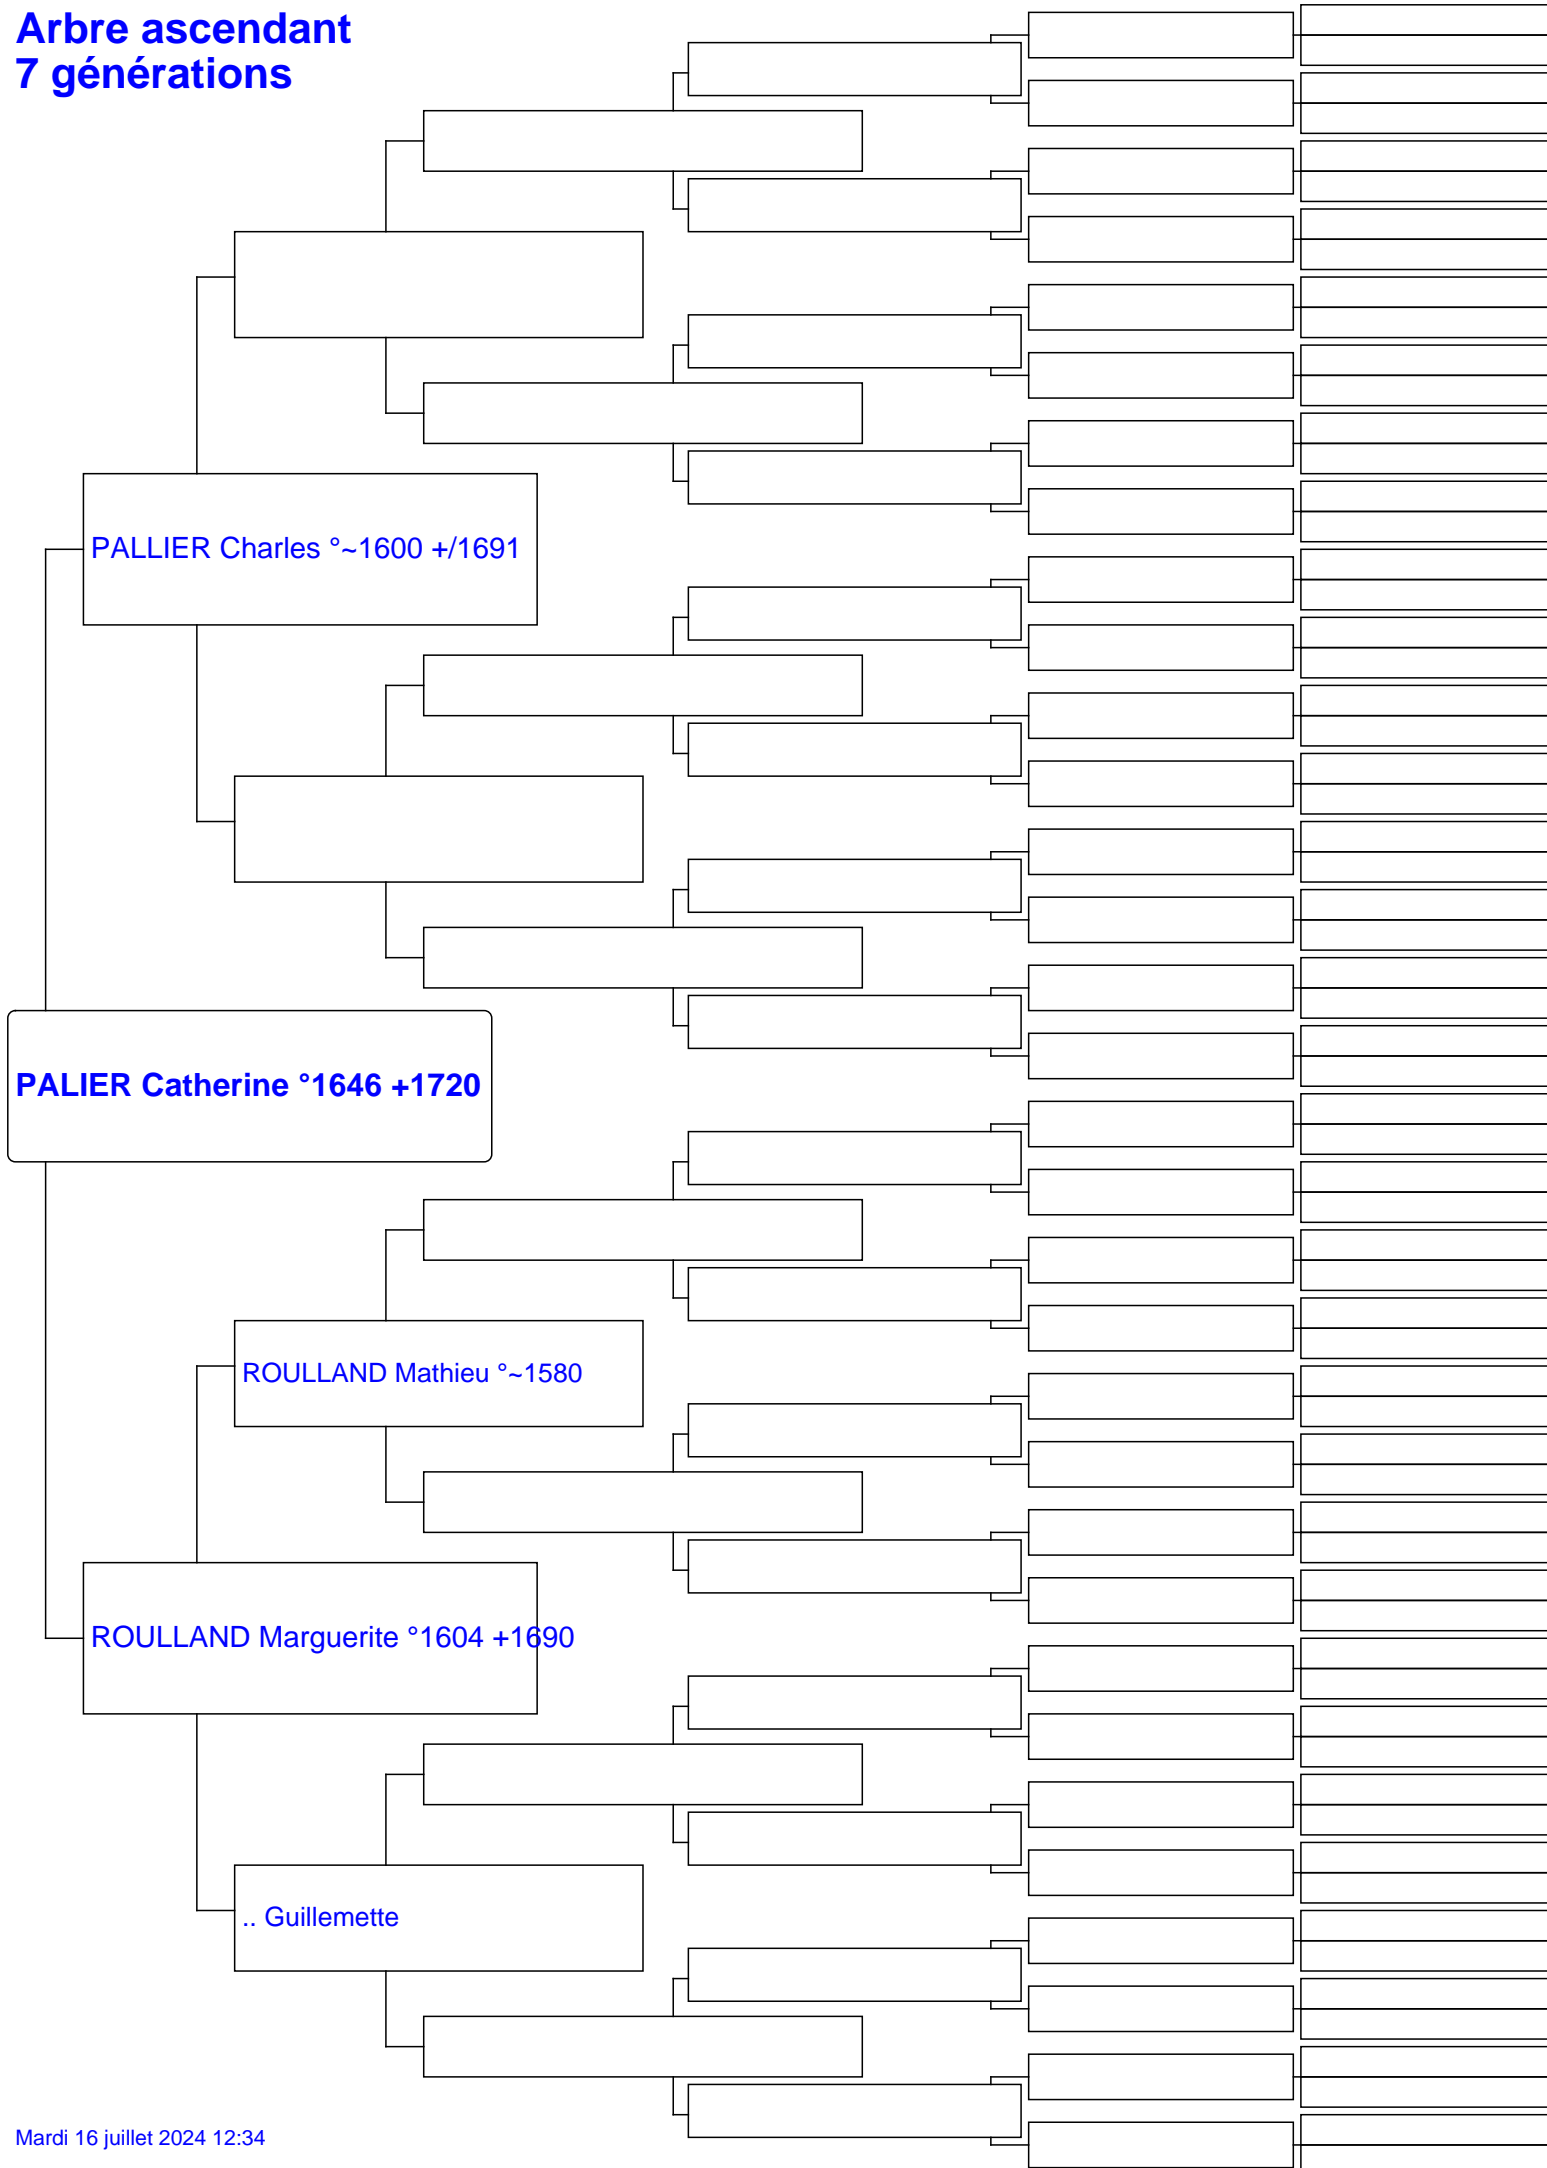 Arbre ascendant
7 générations
PALLIER Charles °~1600 +/1691
PALIER Catherine °1646 +1720
ROULLAND Mathieu °~1580
ROULLAND Marguerite °1604 +1690
.. Guillemette
Mardi 16 juillet 2024 12:34